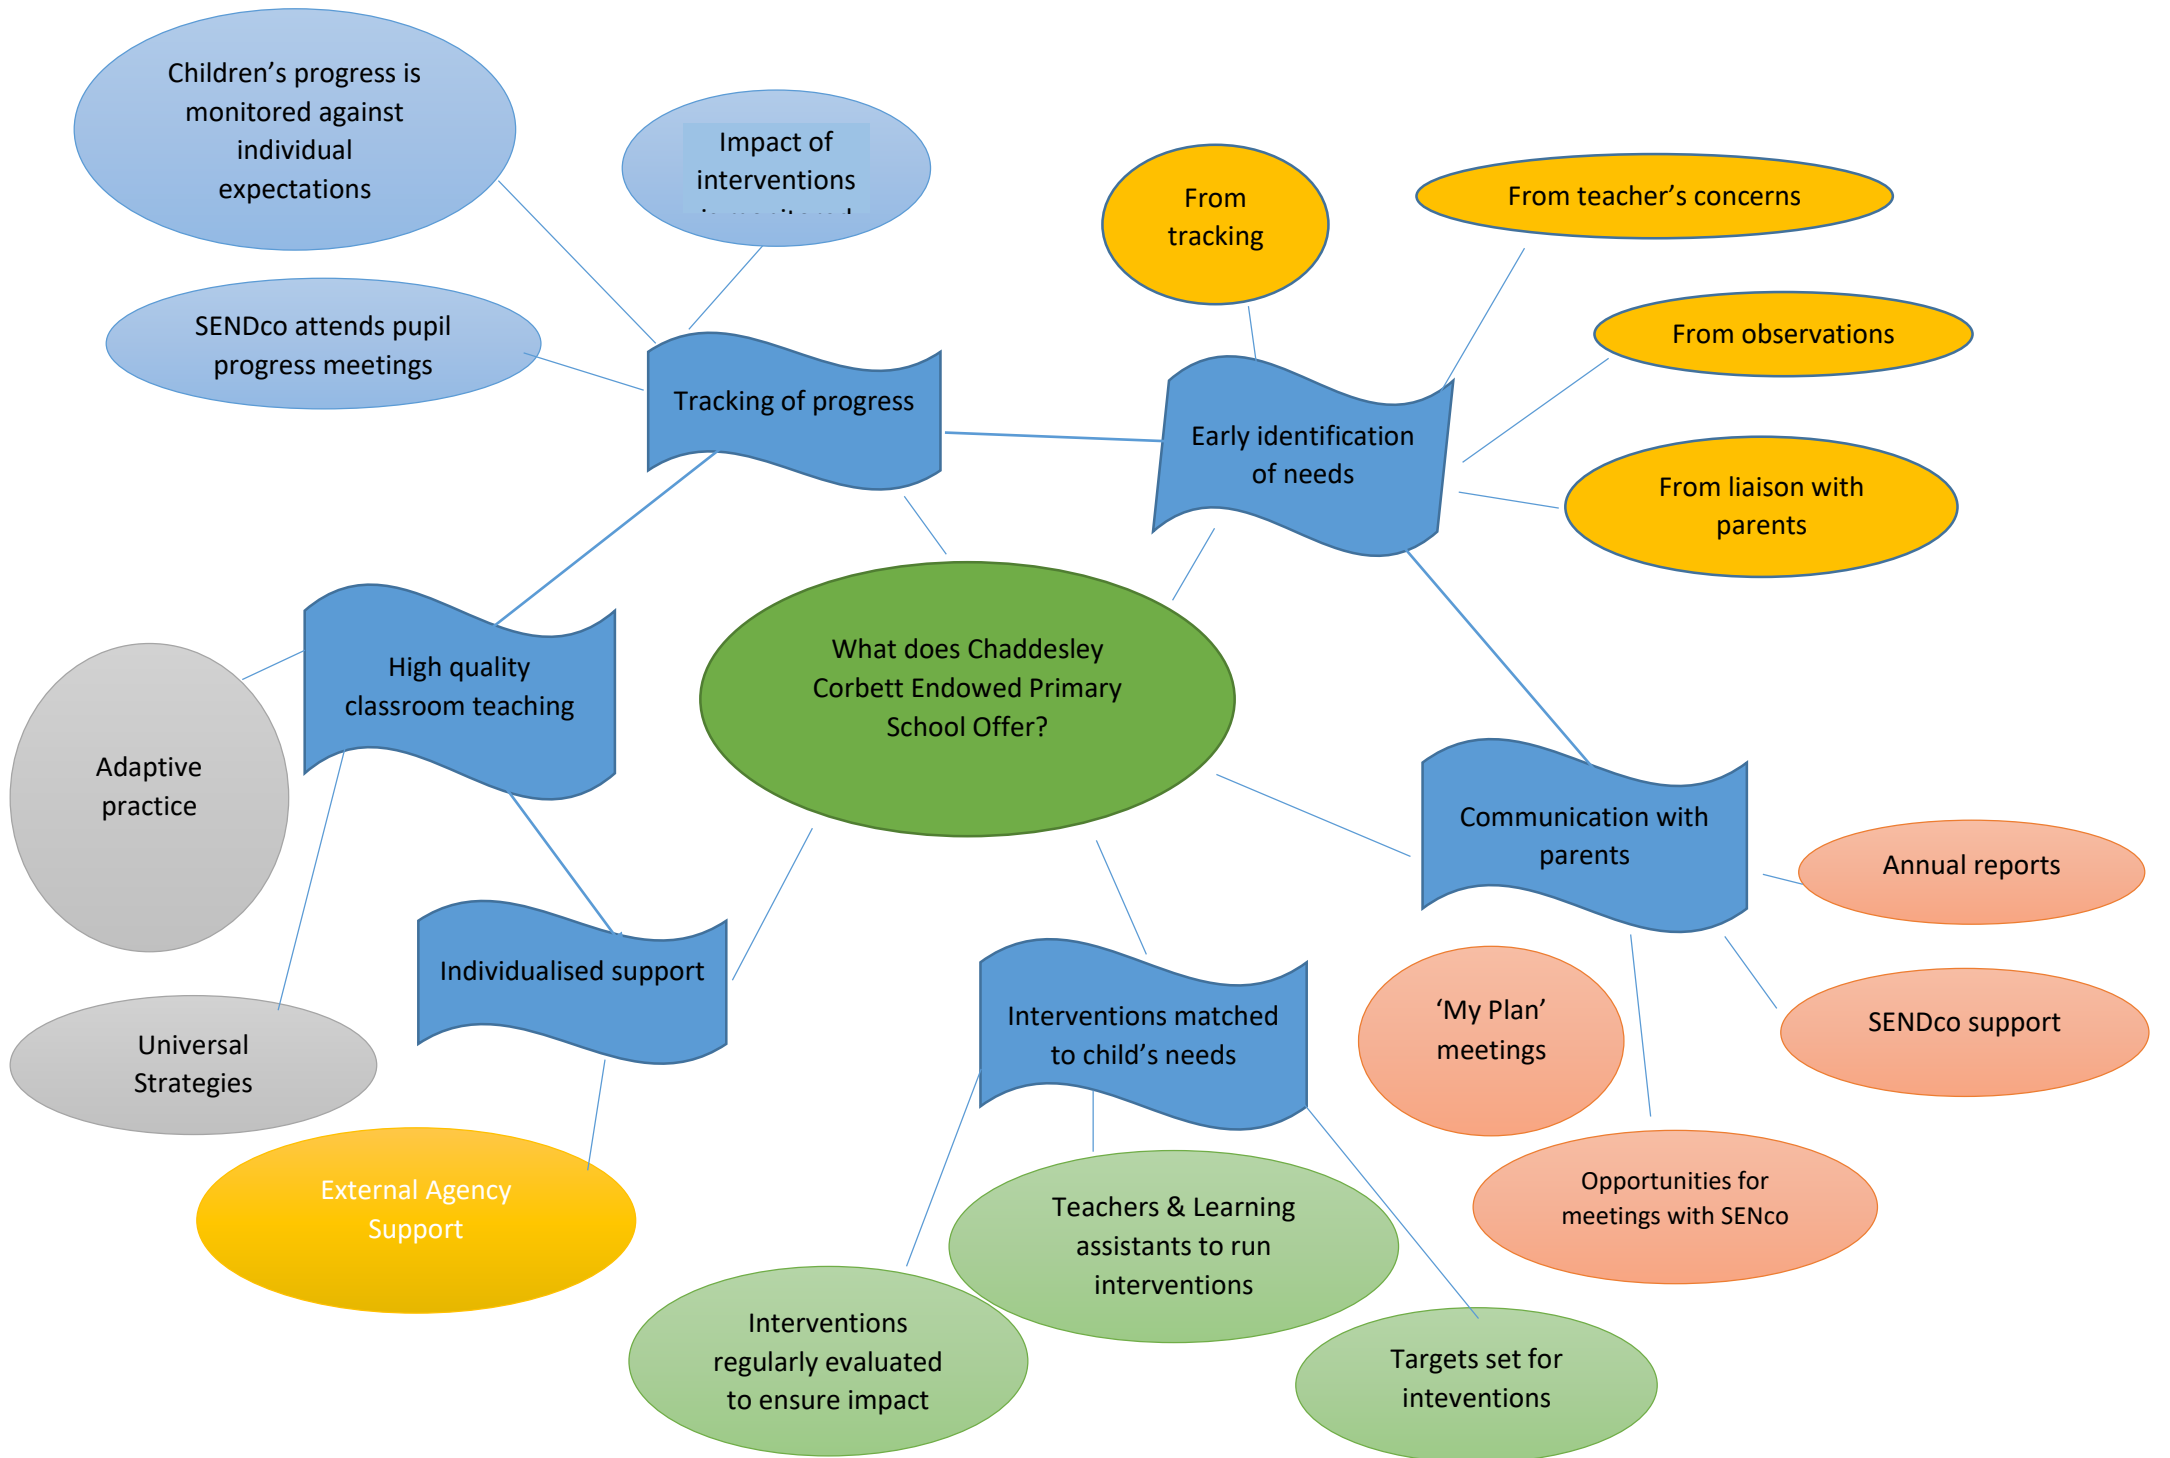 Children’s progress is
monitored against
individual
expectations
Impact of
interventions
is monitored
From
tracking
From teacher’s concerns
SENDco attends pupil
progress meetings
From observations
Tracking of progress
Early identification
of needs
From liaison with
parents
What does Chaddesley
Corbett Endowed Primary
School Offer?
High quality
classroom teaching
Adaptive
practice
Communication with
parents
Annual reports
Individualised support
Interventions matched
to child’s needs
‘My Plan’
meetings
SENDco support
Universal
Strategies
External Agency
Support
Teachers & Learning
assistants to run
interventions
Opportunities for
meetings with SENco
Interventions
regularly evaluated
to ensure impact
Targets set for
inteventions